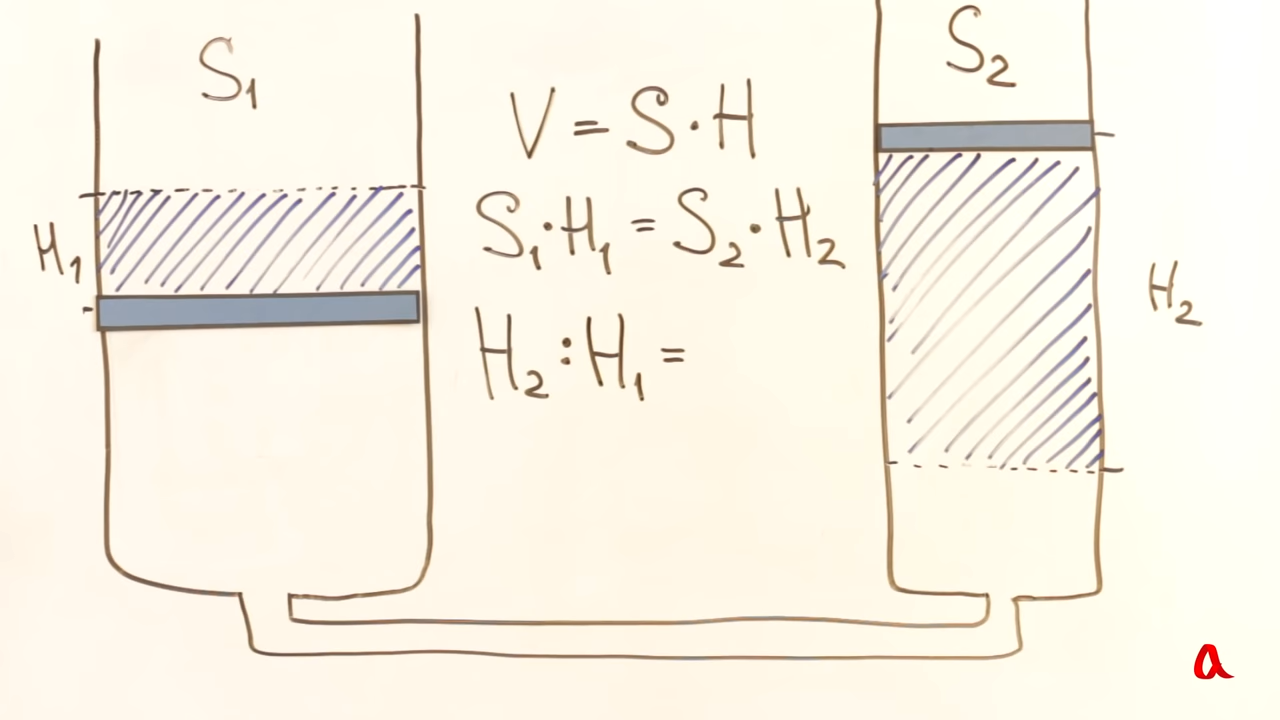 S₁
S₂
V = S · H
S₁ · H₁ = S₂ · H₂
H₂ : H₁ =
H₁
H₂
a